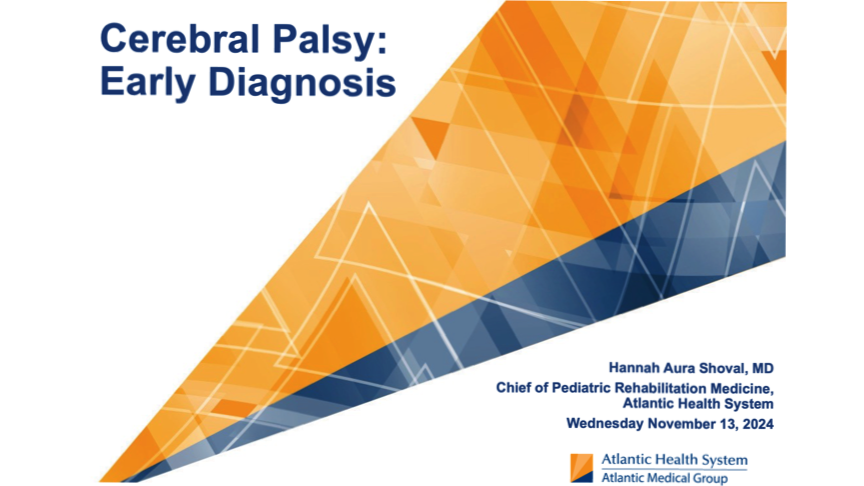 Cerebral Palsy:
Early Diagnosis
Hannah Aura Shoval, MD
Chief of Pediatric Rehabilitation Medicine,
Atlantic Health System
Wednesday November 13, 2024
Atlantic Health System
Atlantic Medical Group